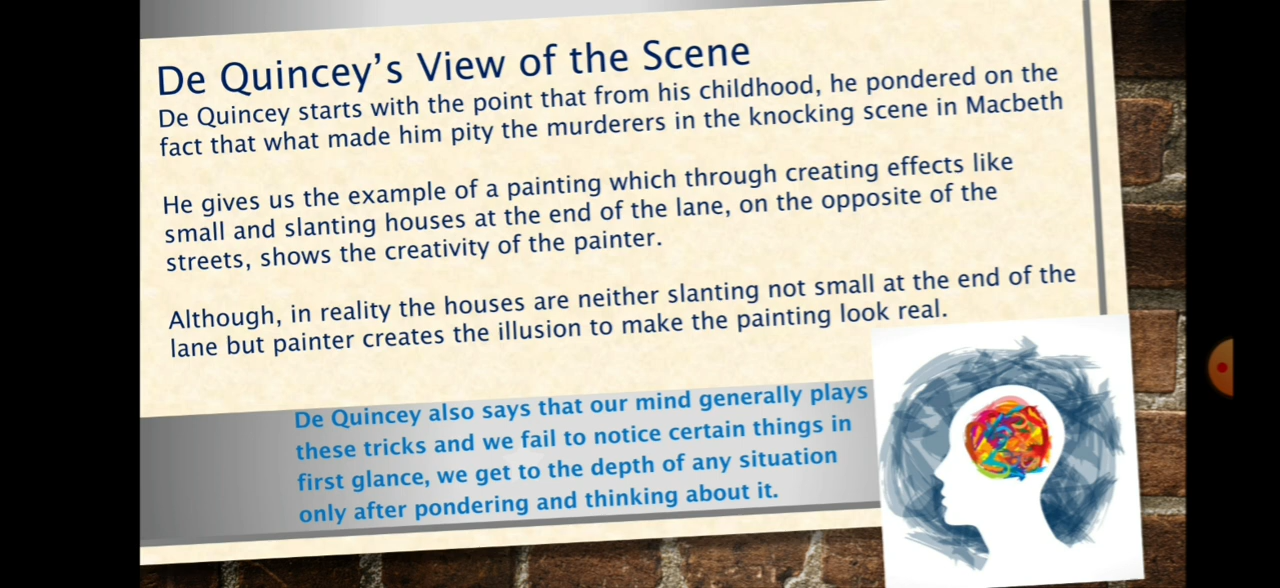 De Quincey's View of the Scene
De Quincey starts with the point that from his childhood, he pondered on the
fact that what made him pity the murderers in the knocking scene in Macbeth
He gives us the example of a painting which through creating effects like
small and slanting houses at the end of the lane, on the opposite of the
streets, shows the creativity of the painter.
Although, in reality the houses are neither slanting not small at the end of the
lane but painter creates the illusion to make the painting look real.
De Quincey also says that our mind generally plays
these tricks and we fail to notice certain things in
first glance, we get to the depth of any situation
only after pondering and thinking about it.